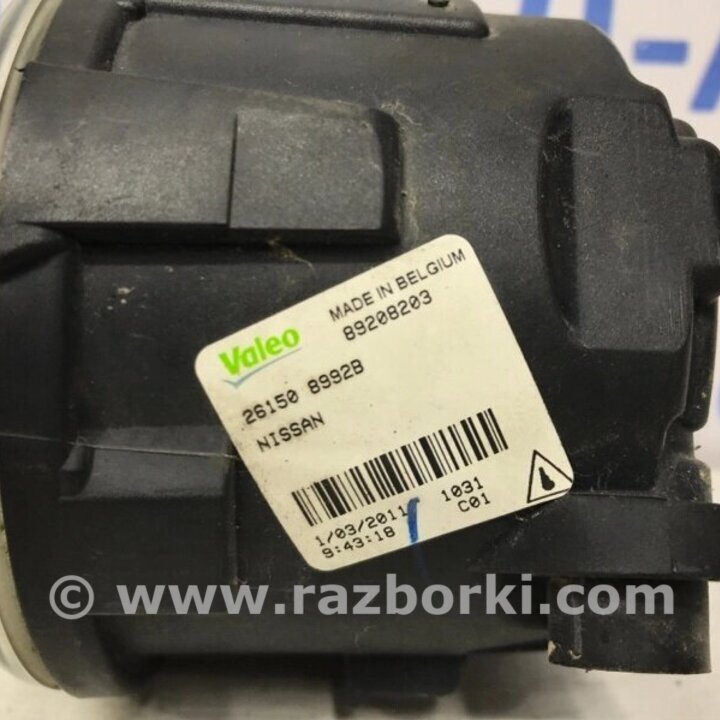 Valeo
MADE IN BELGIUM
89208203
26150 8992B
NISSAN
1/03/2011
9:43:18
1031
C01
© www.razborki.com